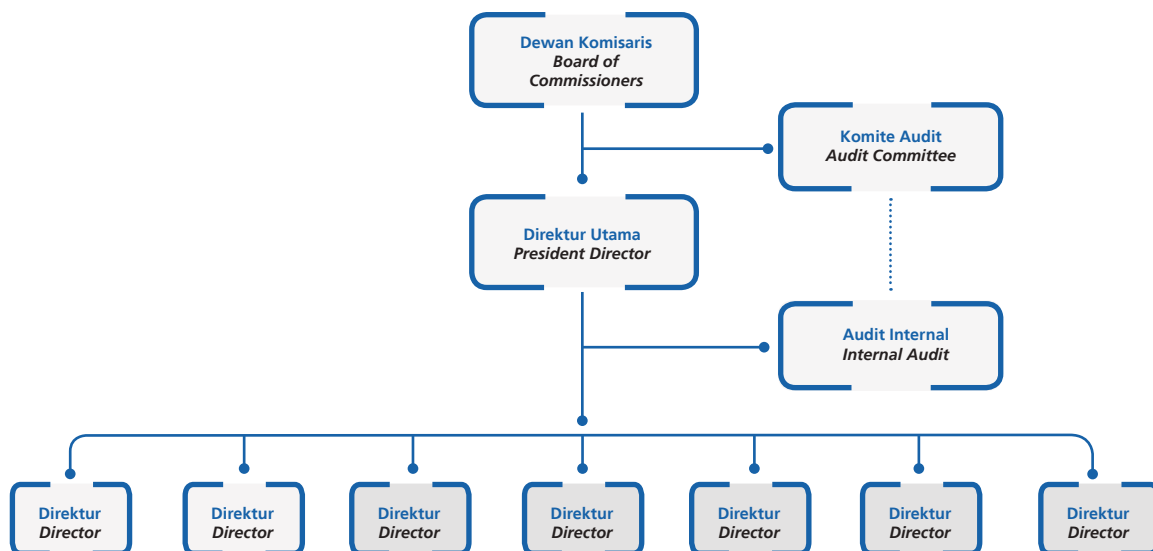 Dewan Komisaris
Board of
Commissioners
Komite Audit
Audit Committee
Direktur Utama
President Director
Audit Internal
Internal Audit
Direktur
Director
Direktur
Director
Direktur
Director
Direktur
Director
Direktur
Director
Direktur
Director
Direktur
Director